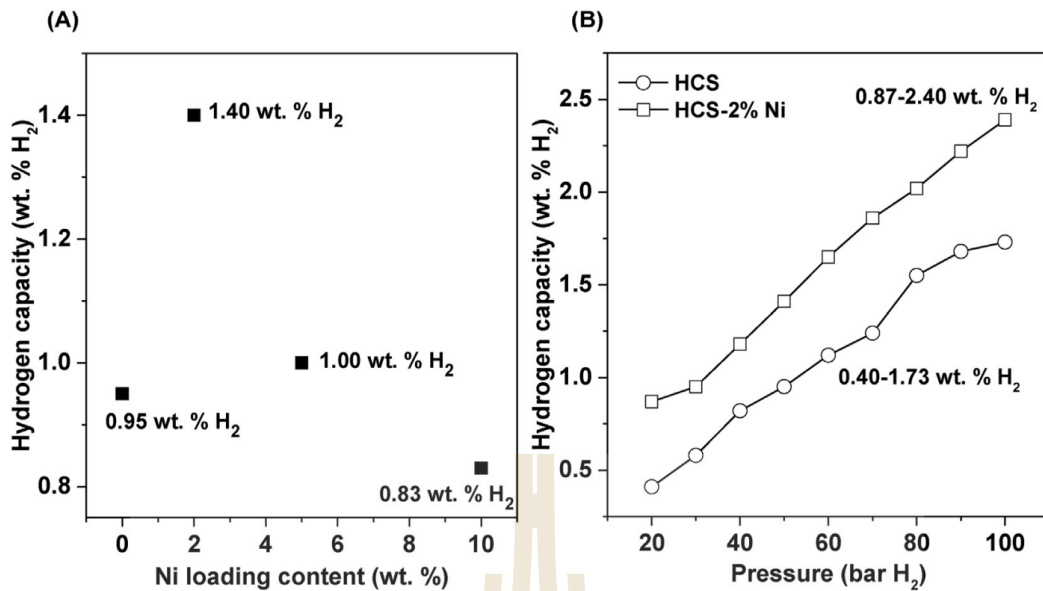 (A)
Hydrogen capacity (wt. % H₂)
1.4
1.2
1.0
0.8
1.40 wt. % H₂
1.00 wt. % H₂
0.95 wt. % H₂
0.83 wt. % H₂
0 2 4 6 8 10
Ni loading content (wt. %)
(B)
Hydrogen capacity (wt. % H₂)
2.5
2.0
1.5
1.0
0.5
HCS
HCS-2% Ni
0.87-2.40 wt. % H₂
0.40-1.73 wt. % H₂
20 40 60 80 100
Pressure (bar H₂)